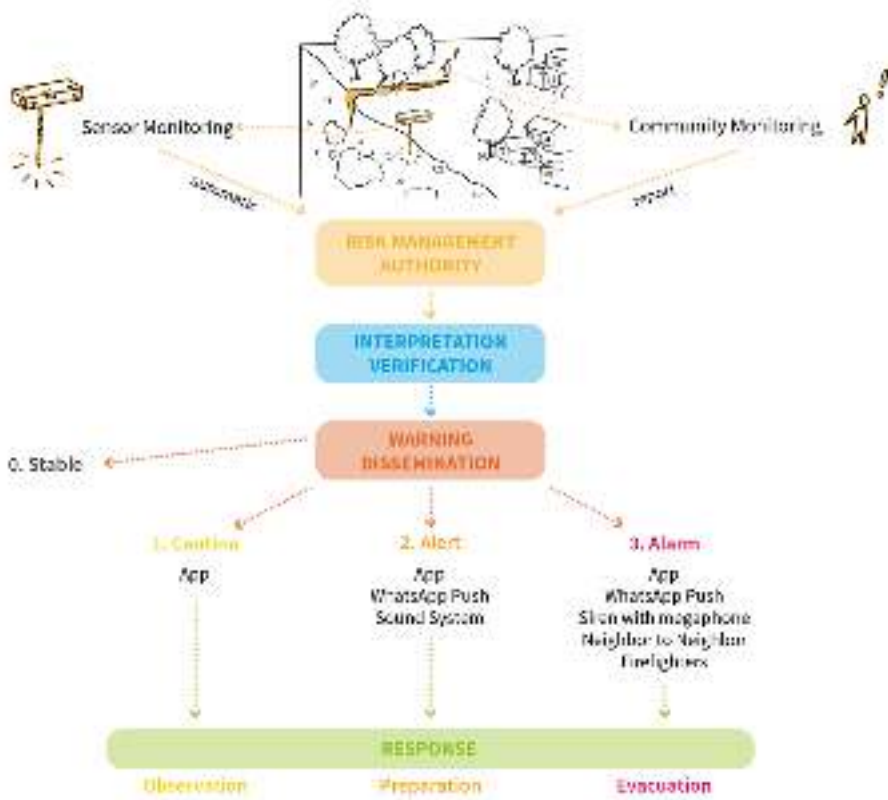 Sensor Monitoring
Community Monitoring
automatic
report
RISK MANAGEMENT
AUTHORITY
INTERPRETATION
VERIFICATION
WARNING
DISSEMINATION
0. Stable
1. Caution
2. Alert
3. Alarm
App
App
WhatsApp Push
Sound System
App
WhatsApp Push
Siren with megaphone
Neighbor to Neighbor
Firefighters
RESPONSE
Observation
Preparation
Evacuation